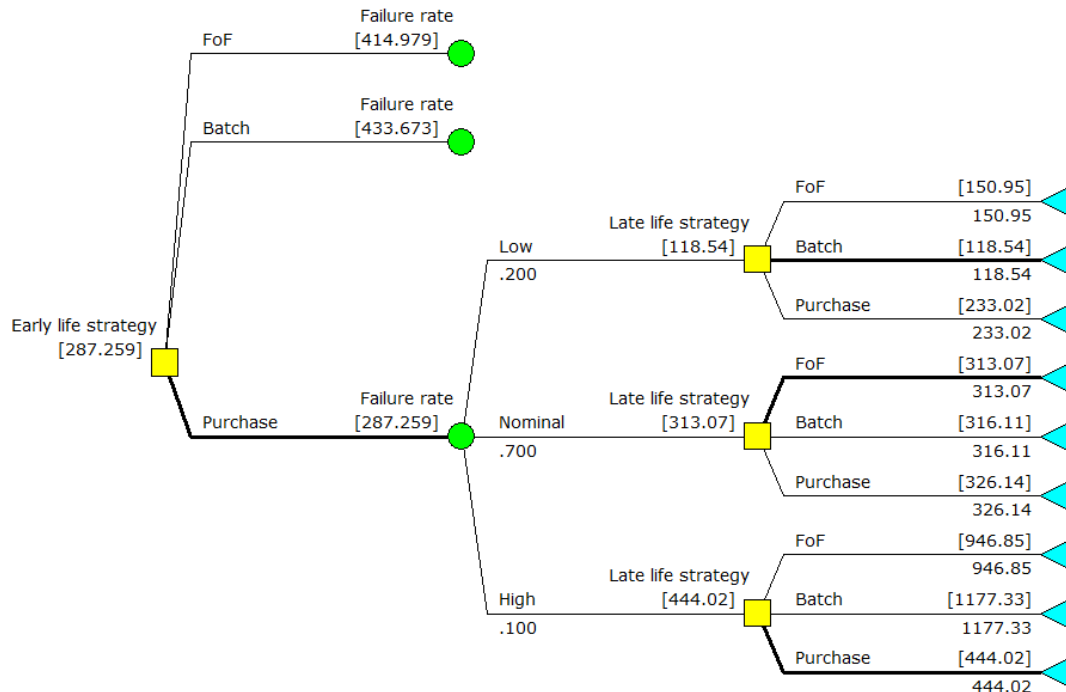 Failure rate
FoF [414.979]
Failure rate
Batch [433.673]
FoF [150.95]
150.95
Late life strategy
Low [118.54]
.200
Batch [118.54]
118.54
Purchase [233.02]
233.02
Early life strategy
[287.259]
FoF [313.07]
313.07
Failure rate
Purchase [287.259]
Late life strategy
Nominal [313.07]
.700
Batch [316.11]
316.11
Purchase [326.14]
326.14
FoF [946.85]
946.85
Late life strategy
High [444.02]
.100
Batch [1177.33]
1177.33
Purchase [444.02]
444.02